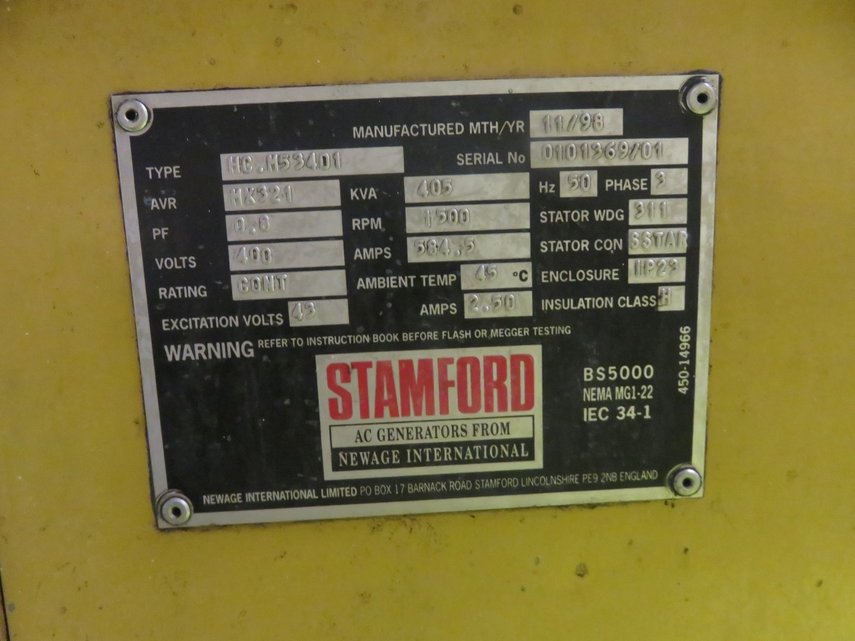 MANUFACTURED MTH/YR 11/98
TYPE HC.M534D1 SERIAL No 0101369/01
AVR MX321 KVA 405 Hz 50 PHASE 3
PF 0.8 RPM 1500 STATOR WDG 311
VOLTS 400 AMPS 584.5 STATOR CON SSTAR
RATING CONT AMBIENT TEMP 45 °C ENCLOSURE IP23
EXCITATION VOLTS 43 AMPS 2.50 INSULATION CLASS H
WARNING REFER TO INSTRUCTION BOOK BEFORE FLASH OR MEGGER TESTING
STAMFORD
AC GENERATORS FROM
NEWAGE INTERNATIONAL
BS5000
NEMA MG1-22
IEC 34-1
450-14966
NEWAGE INTERNATIONAL LIMITED PO BOX 17 BARNACK ROAD STAMFORD LINCOLNSHIRE PE9 2NB ENGLAND